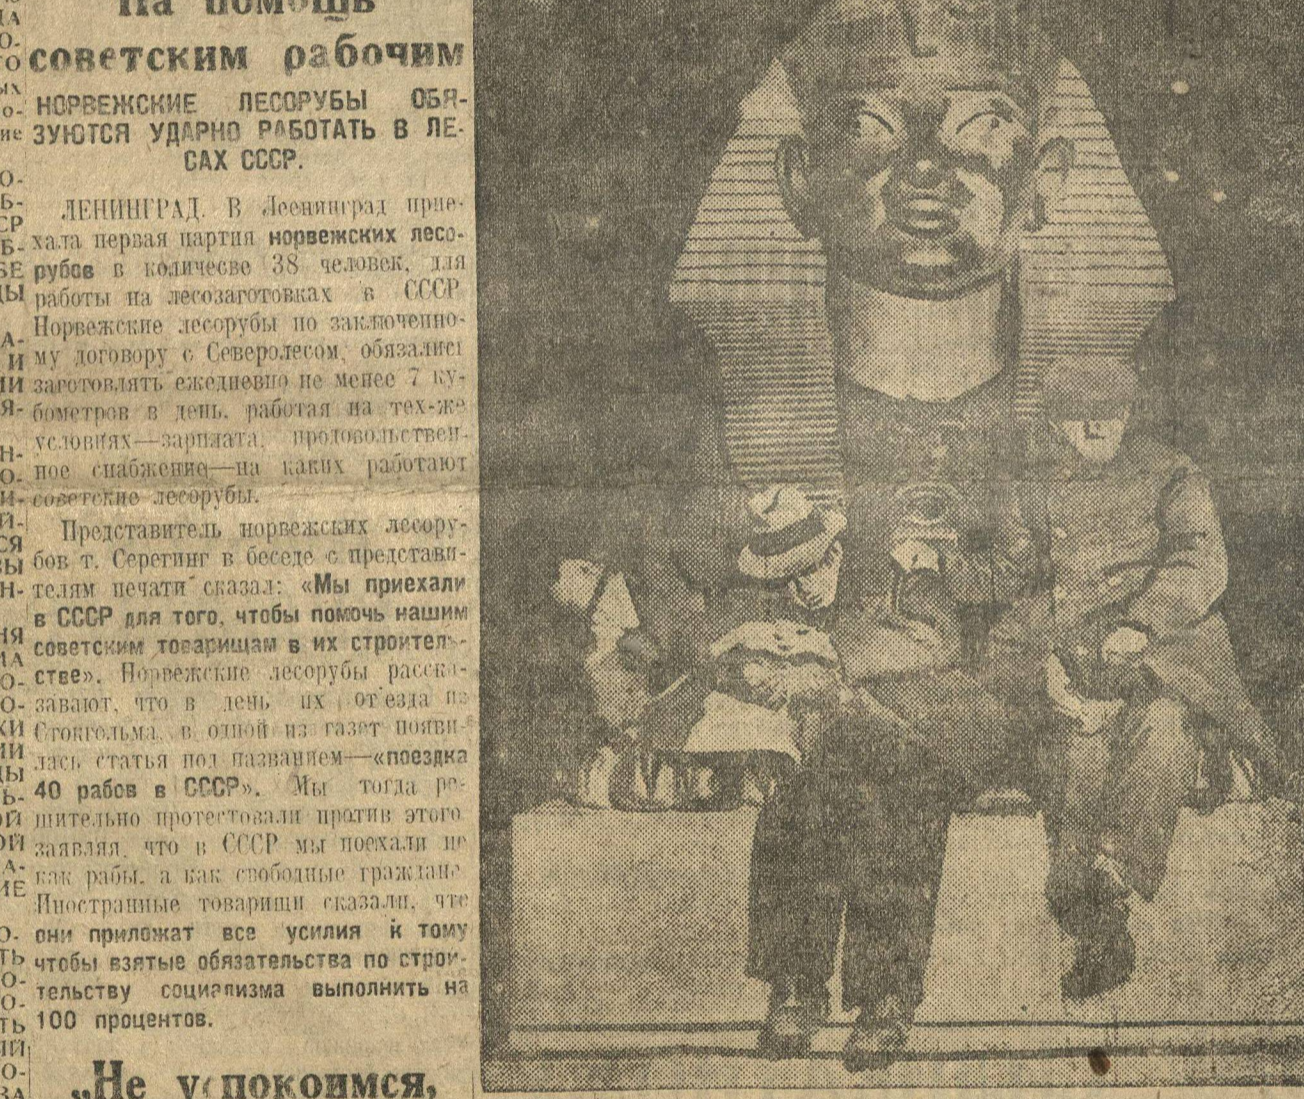 На помощь
советским рабочим
НОРВЕЖСКИЕ ЛЕСОРУБЫ ОБЯ-
ЗУЮТСЯ УДАРНО РАБОТАТЬ В ЛЕ-
САХ СССР.
ЛЕНИНГРАД. В Леенинград прие-
хала первая партия норвежских лесо-
рубов в количесве 38 человек, для
работы на лесозаготовках в СССР
Норвежские лесорубы по заключенно-
му договору с Северолесом, обязались
заготовлять ежедневно не менее 7 ку-
бометров в день, работая на тех-же
условиях—зарплата, продовольствен-
ное снабжение—на каких работают
советские лесорубы.
Представитель норвежских лесору-
бов т. Серегинг в беседе с представи-
телям печати сказал: «Мы приехали
в СССР для того, чтобы помочь нашим
советским товарищам в их строитель-
стве». Норвежские лесорубы расска-
завают, что в день их от'езда из
Стокгольма, в одной из газет появи-
лась статья под названием—«поездка
40 рабов в СССР». Мы тогда ре-
шительно протестовали против этого
заявляя, что в СССР мы поехали не
как рабы, а как свободные граждане
Иностранные товарищи сказали, что
они приложат все усилия к тому
чтобы взятые обязательства по строи-
тельству социализма выполнить на
100 процентов.
„Не успокоимся,